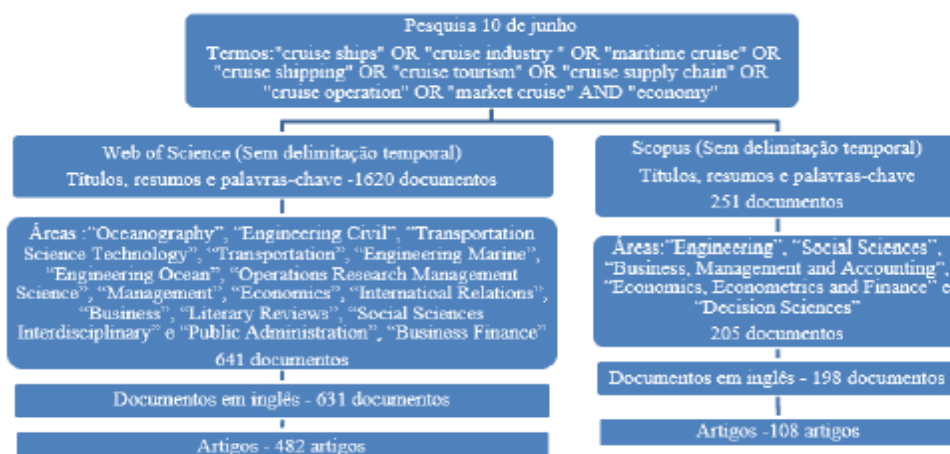 Pesquisa 10 de junho
Termos:"cruise ships" OR "cruise industry " OR "maritime cruise" OR
"cruise shipping" OR "cruise tourism" OR "cruise supply chain" OR
"cruise operation" OR "market cruise" AND "economy"
Web of Science (Sem delimitação temporal)
Títulos, resumos e palavras-chave -1620 documentos
Áreas :“Oceanography”, “Engineering Civil”, “Transportation
Science Technology”, “Transportation”, “Engineering Marine”,
“Engineering Ocean”, “Operations Research Management
Science”, “Management”, “Economics”, “International Relations”,
“Business”, “Literary Reviews”, “Social Sciences
Interdisciplinary” e “Public Administration”, “Business Finance”
641 documentos
Documentos em inglês - 631 documentos
Artigos - 482 artigos
Scopus (Sem delimitação temporal)
Títulos, resumos e palavras-chave
251 documentos
Áreas:“Engineering”, “Social Sciences”,
“Business, Management and Accounting”,
“Economics, Econometrics and Finance” e
“Decision Sciences”
205 documentos
Documentos em inglês - 198 documentos
Artigos -108 artigos